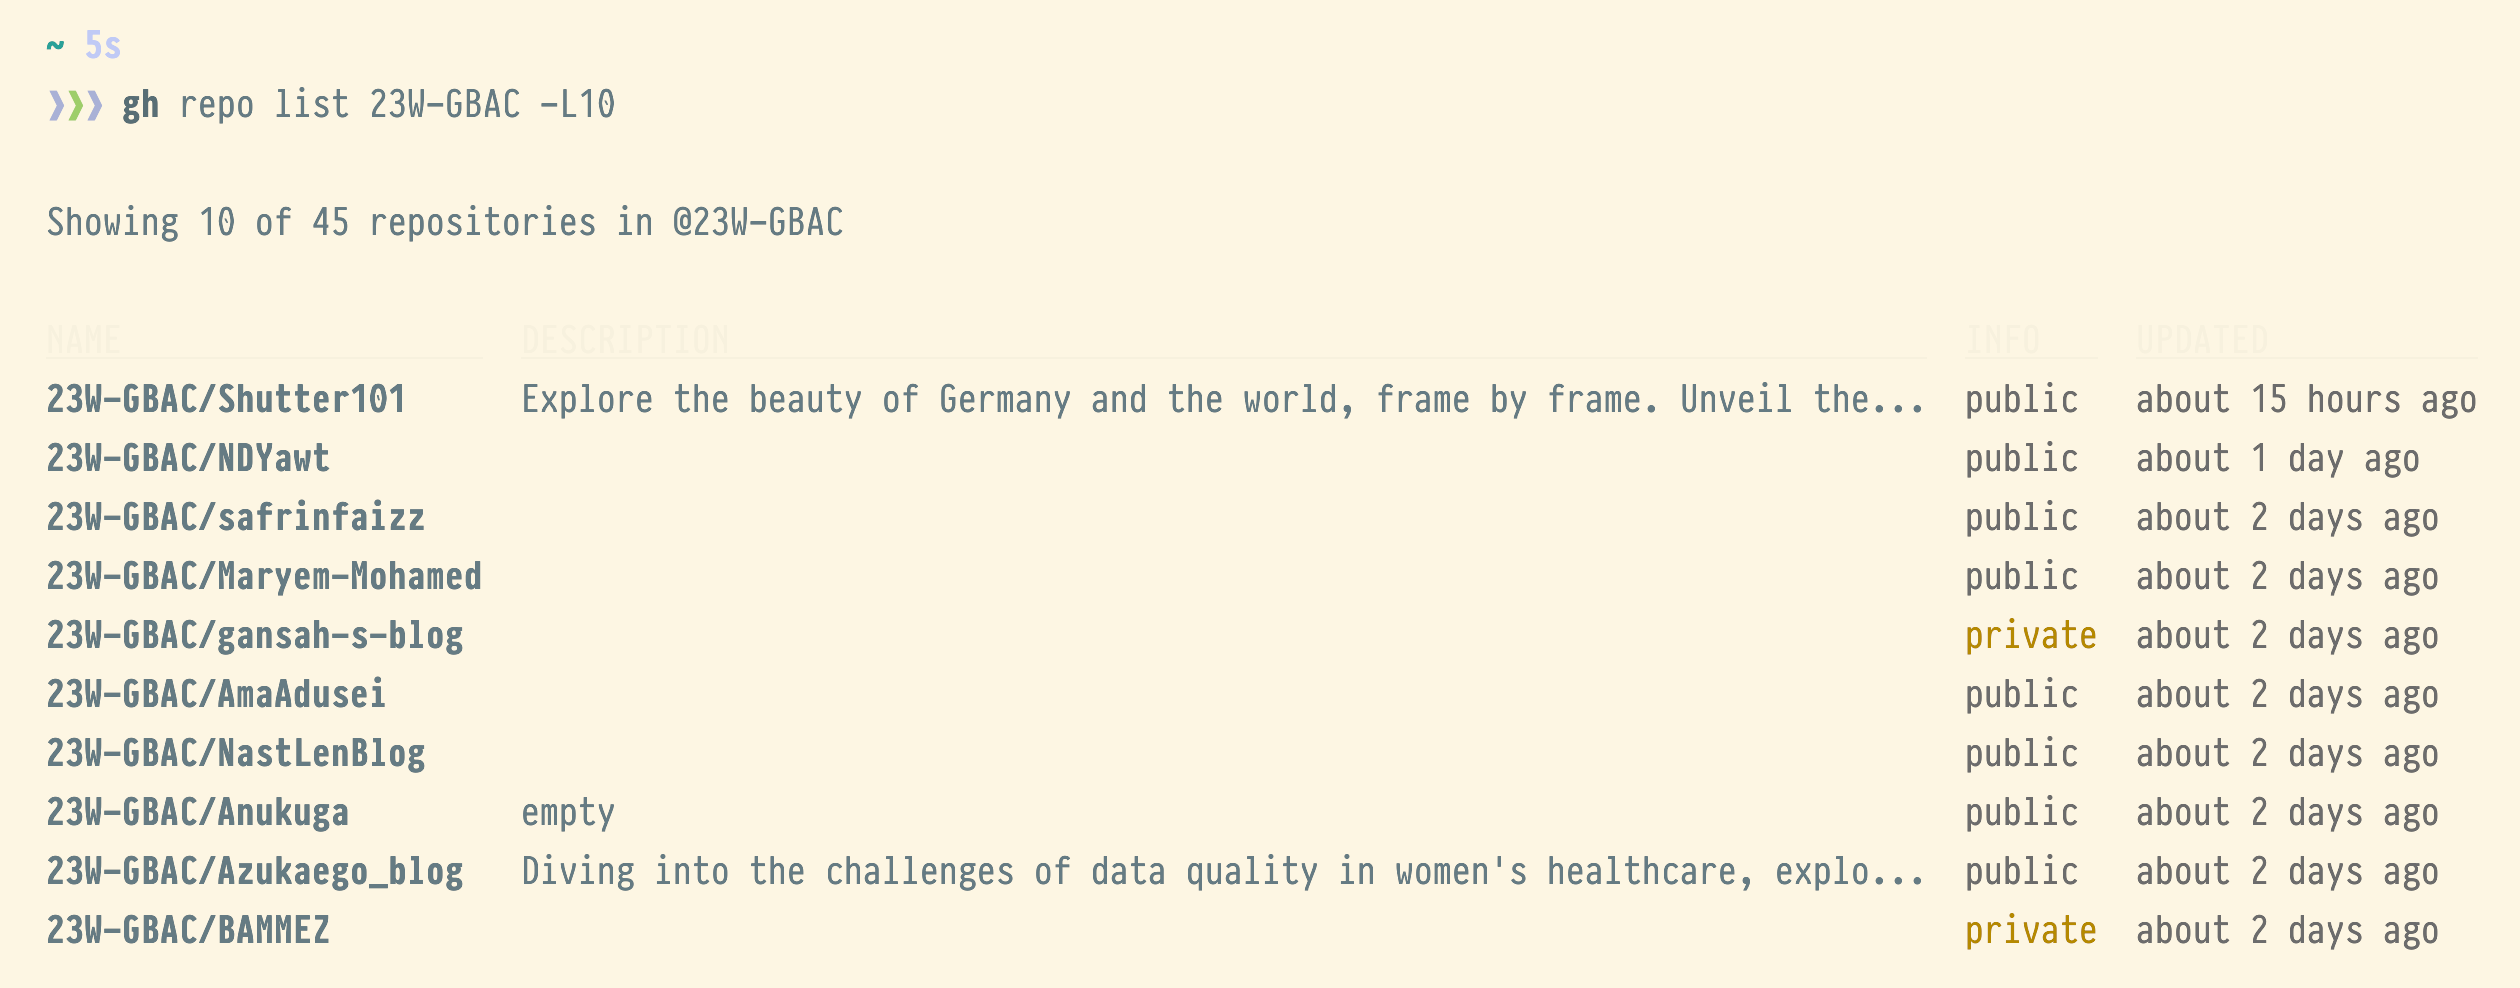 ~ 5s
❯❯❯ gh repo list 23W-GBAC -L10
Showing 10 of 45 repositories in @23W-GBAC
NAME DESCRIPTION INFO UPDATED
23W-GBAC/Shutter101 Explore the beauty of Germany and the world, frame by frame. Unveil the... public about 15 hours ago
23W-GBAC/NDYawt public about 1 day ago
23W-GBAC/safrinfaizz public about 2 days ago
23W-GBAC/Maryem-Mohamed public about 2 days ago
23W-GBAC/gansah-s-blog private about 2 days ago
23W-GBAC/AmaAdusei public about 2 days ago
23W-GBAC/NastLenBlog public about 2 days ago
23W-GBAC/Anukuga empty public about 2 days ago
23W-GBAC/Azukaego_blog Diving into the challenges of data quality in women's healthcare, explo... public about 2 days ago
23W-GBAC/BAMMEZ private about 2 days ago